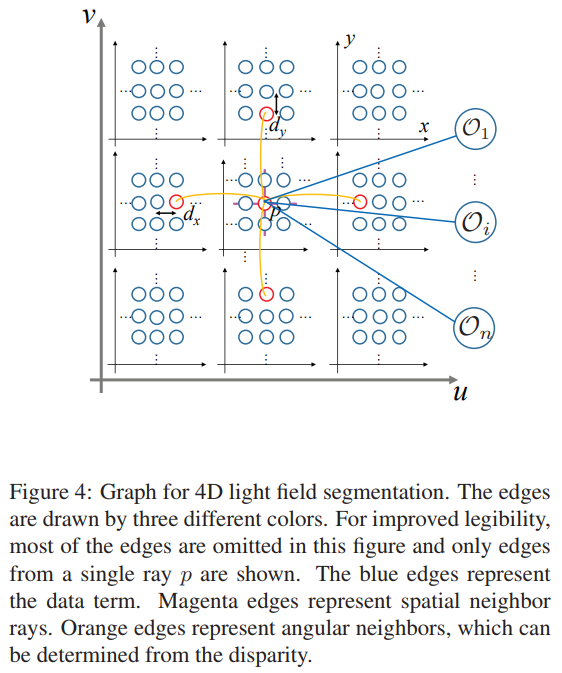 v
y
x
d_y
p
d_x
O_1
⋮
O_i
⋮
O_n
u
Figure 4: Graph for 4D light field segmentation. The edges
are drawn by three different colors. For improved legibility,
most of the edges are omitted in this figure and only edges
from a single ray p are shown. The blue edges represent
the data term. Magenta edges represent spatial neighbor
rays. Orange edges represent angular neighbors, which can
be determined from the disparity.